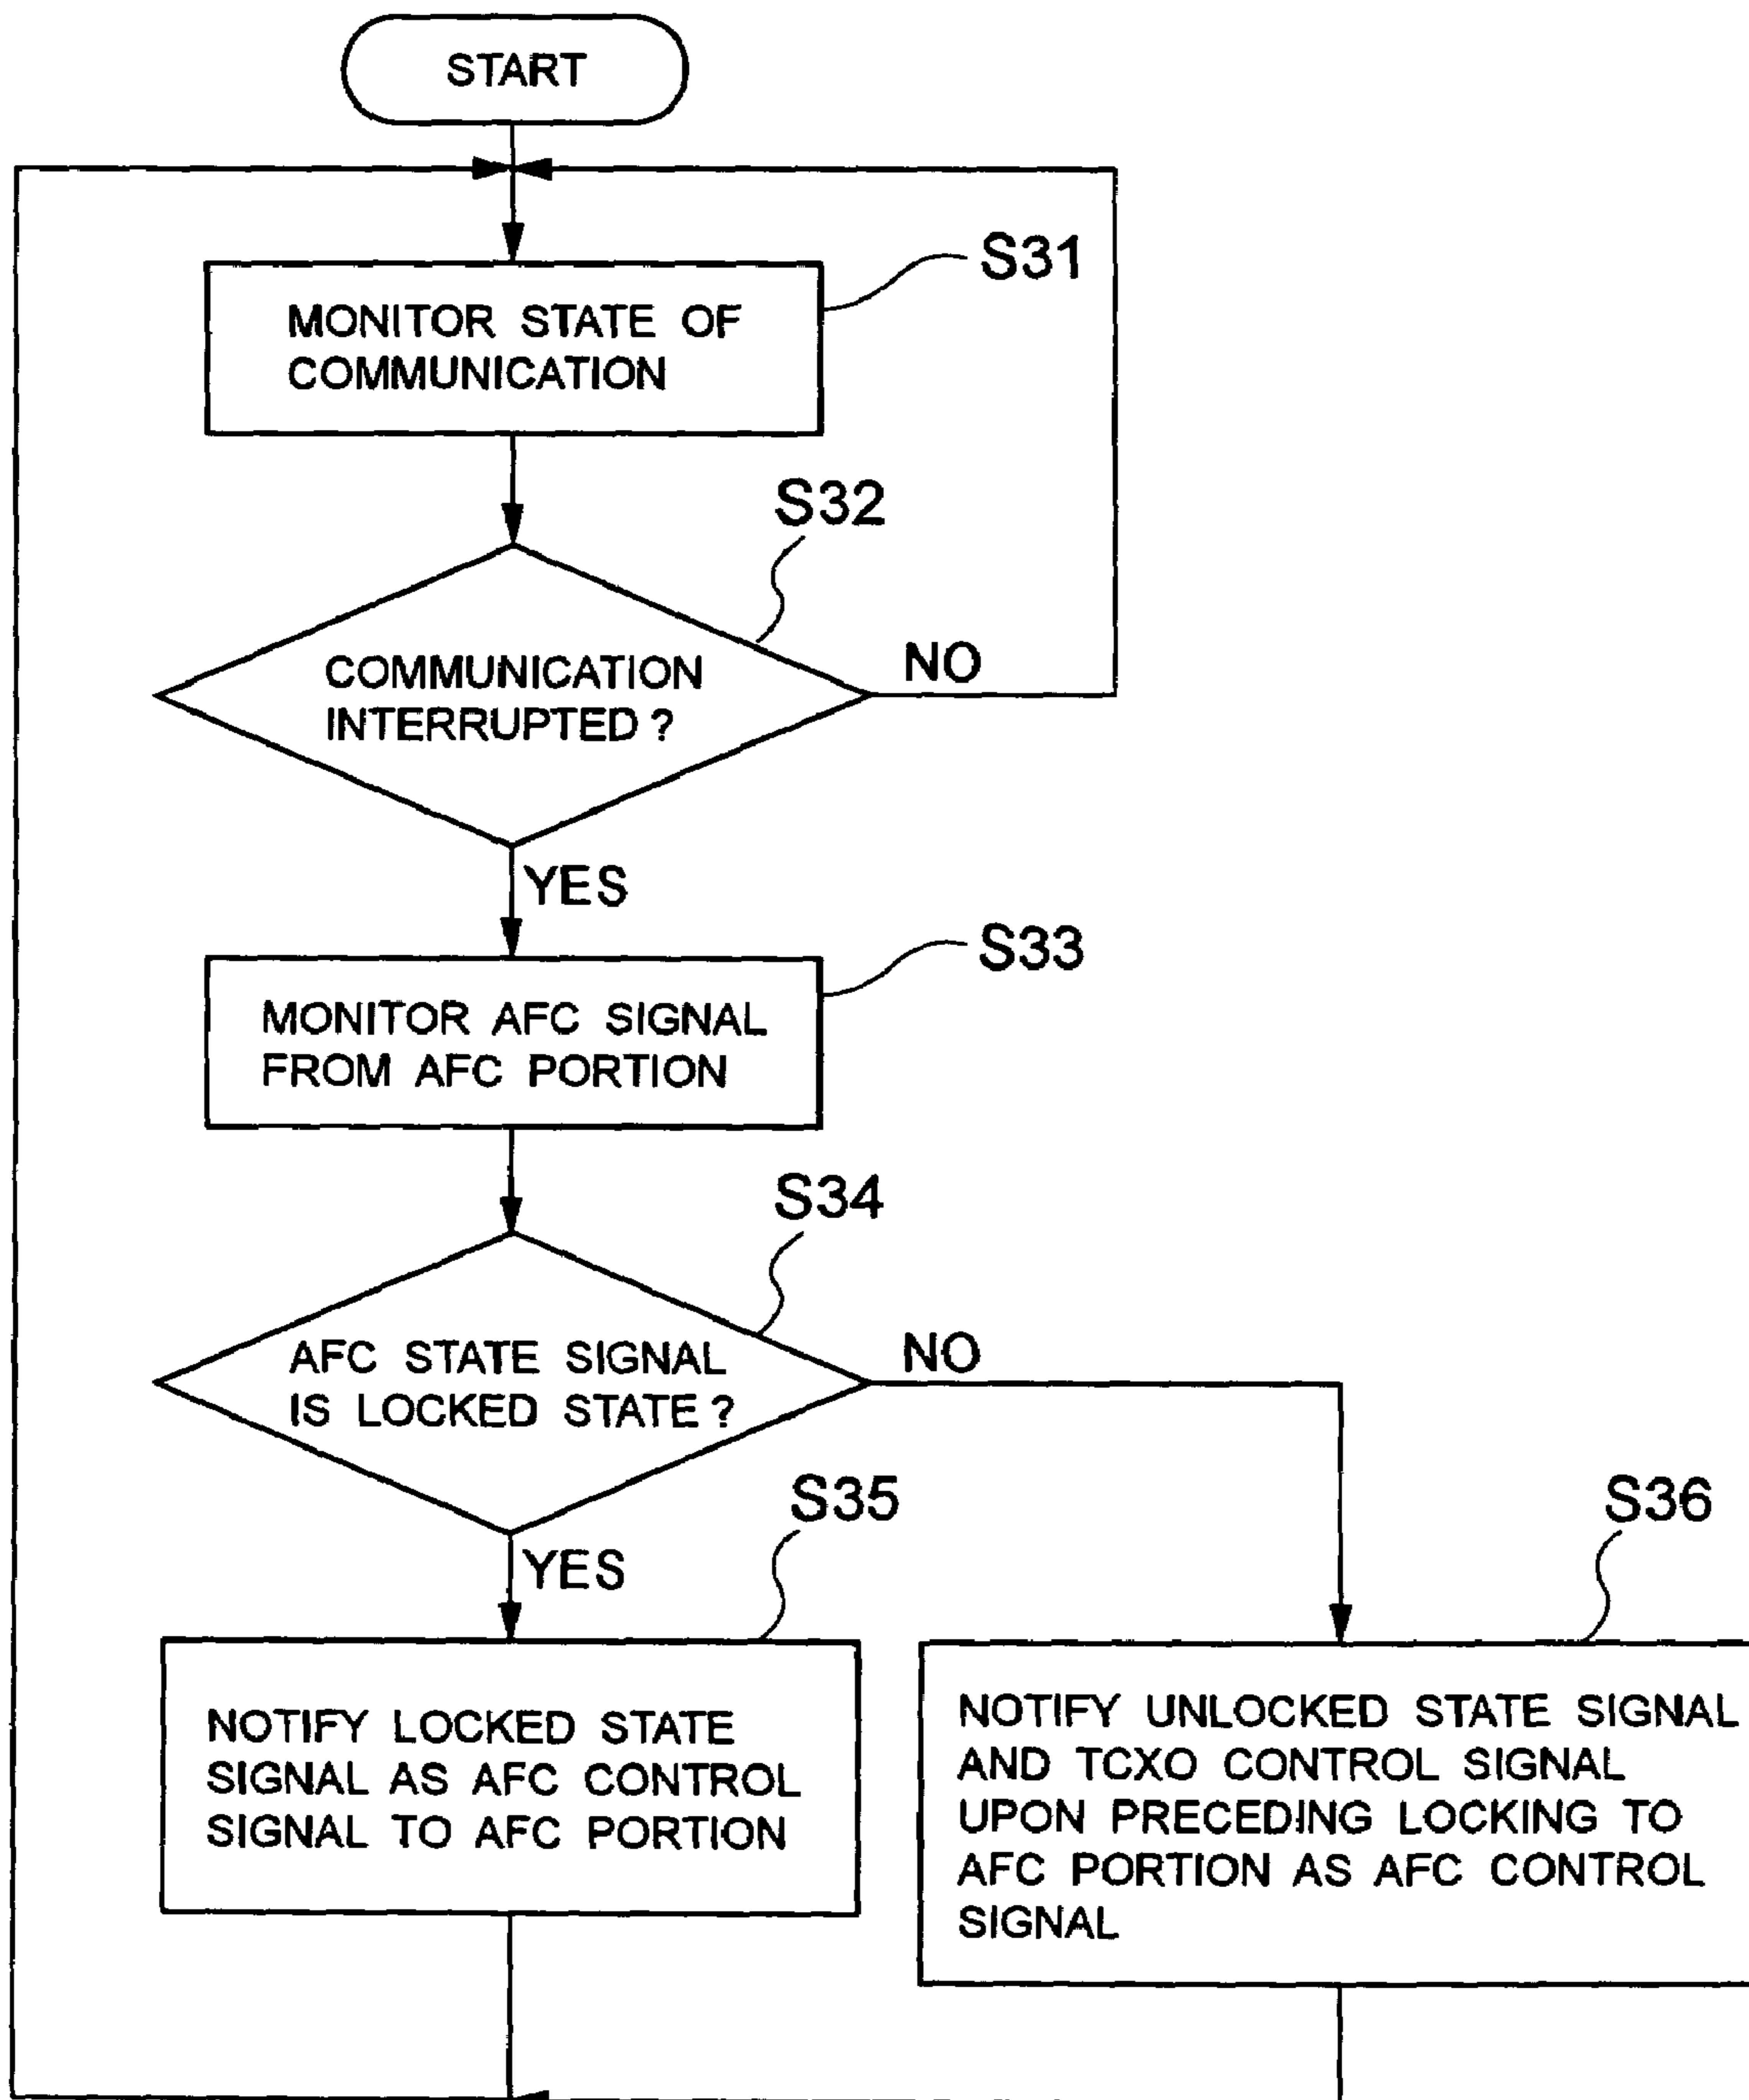 START
S31
MONITOR STATE OF
COMMUNICATION
S32
COMMUNICATION
INTERRUPTED ?
NO
YES
S33
MONITOR AFC SIGNAL
FROM AFC PORTION
S34
AFC STATE SIGNAL
IS LOCKED STATE ?
NO
YES
S35
NOTIFY LOCKED STATE
SIGNAL AS AFC CONTROL
SIGNAL TO AFC PORTION
S36
NOTIFY UNLOCKED STATE SIGNAL
AND TCXO CONTROL SIGNAL
UPON PRECEDING LOCKING TO
AFC PORTION AS AFC CONTROL
SIGNAL